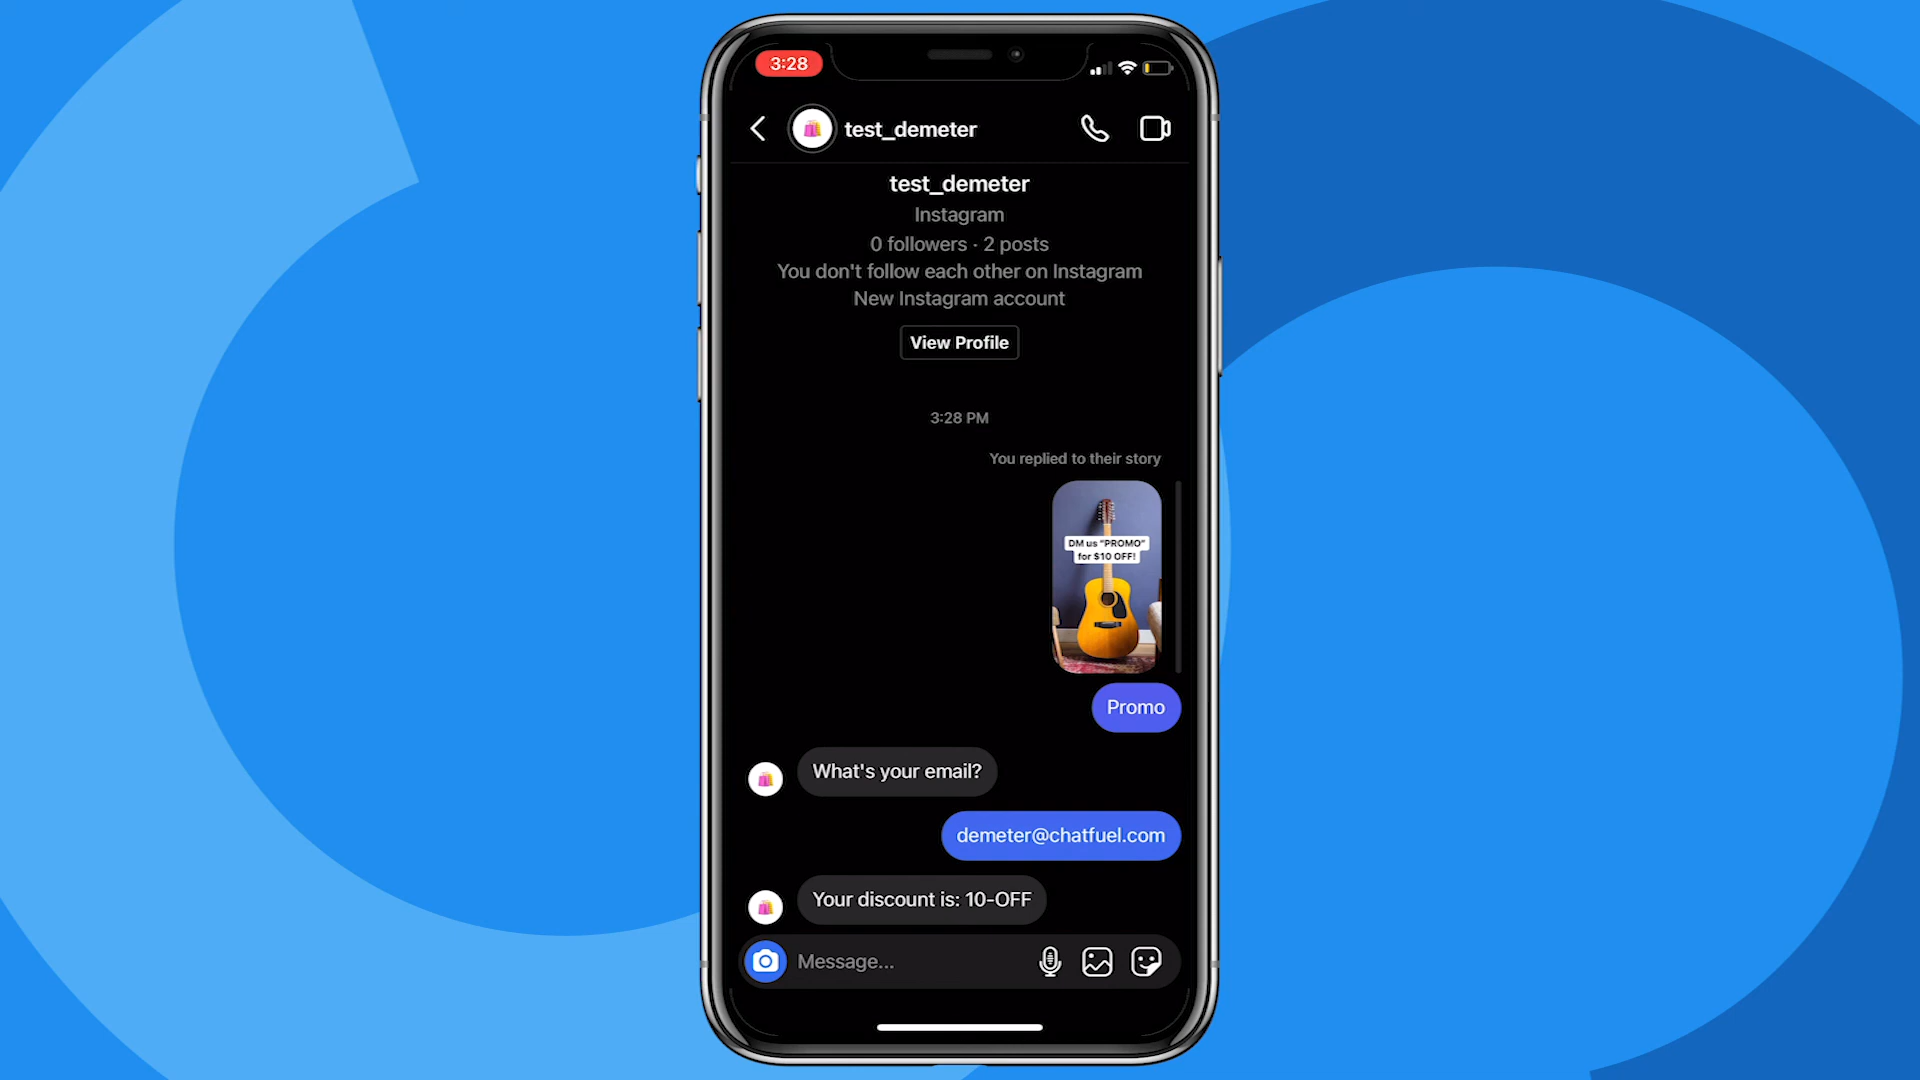 3:28
test_demeter
test_demeter
Instagram
0 followers · 2 posts
You don't follow each other on Instagram
New Instagram account
View Profile
3:28 PM
You replied to their story
DM us "PROMO"
for $10 OFF!
Promo
What's your email?
demeter@chatfuel.com
Your discount is: 10-OFF
Message...